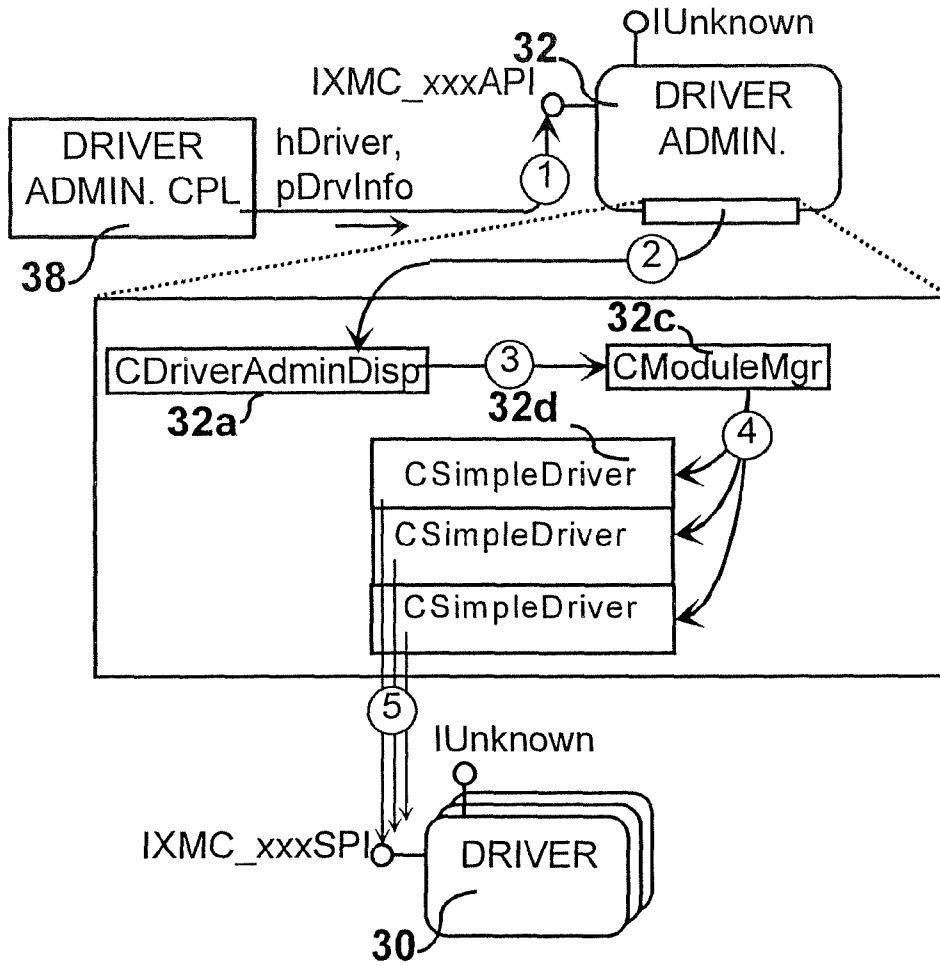 IUnknown
32
IXMC_xxxAPI
DRIVER
ADMIN.
DRIVER
ADMIN. CPL
hDriver,
pDrvInfo
1
38
2
32c
CDriverAdminDisp
3
CModuleMgr
32a
32d
4
CSimpleDriver
CSimpleDriver
CSimpleDriver
5
IUnknown
IXMC_xxxSPI
DRIVER
30